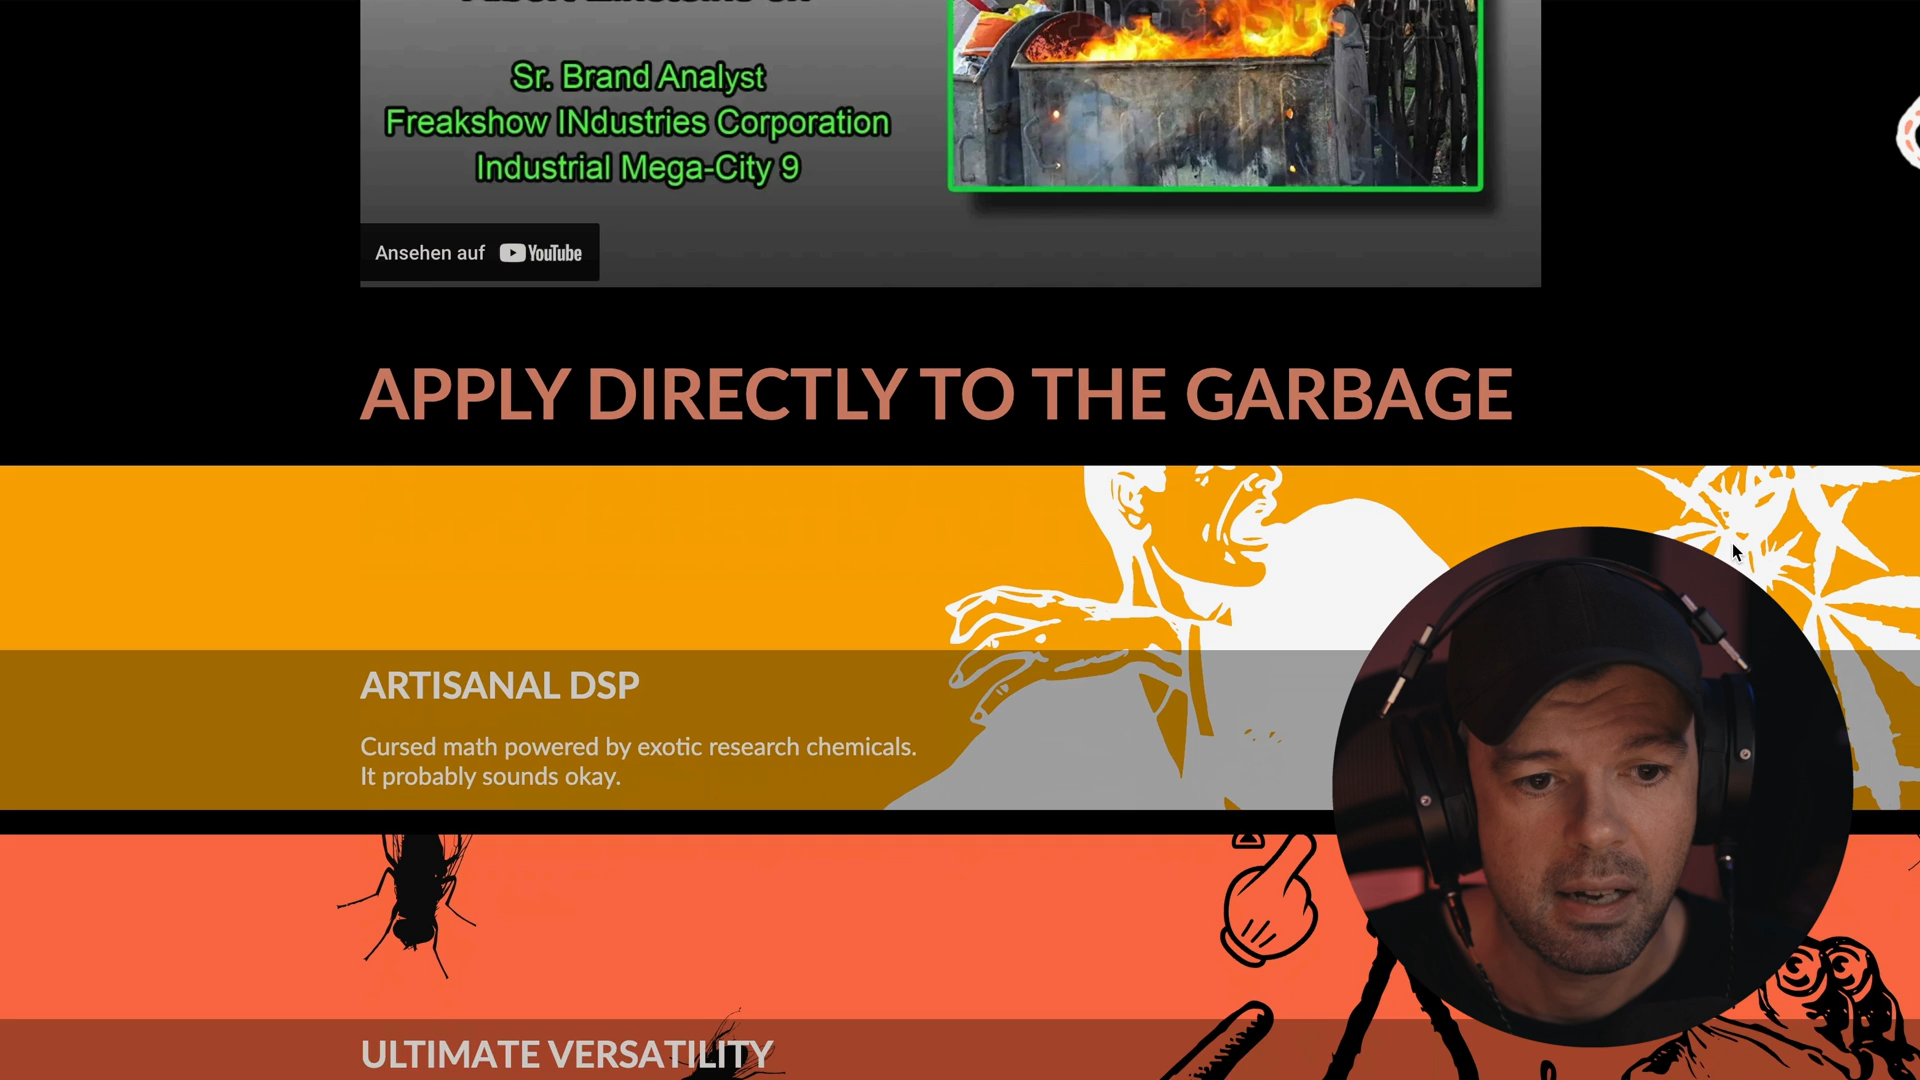 Sr. Brand Analyst
Freakshow INdustries Corporation
Industrial Mega-City 9
Ansehen auf YouTube
APPLY DIRECTLY TO THE GARBAGE
ARTISANAL DSP
Cursed math powered by exotic research chemicals.
It probably sounds okay.
ULTIMATE VERSATILITY